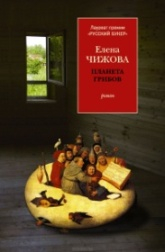 Лауреат премии
«РУССКИЙ БУКЕР»
Елена
ЧИЖОВА
ПЛАНЕТА
ГРИБОВ
роман